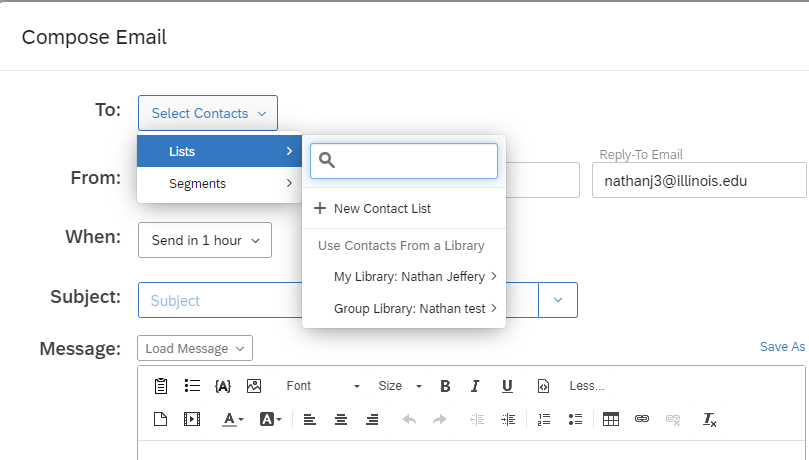 Compose Email
To:
Select Contacts
Lists
Segments
New Contact List
Use Contacts From a Library
My Library: Nathan Jeffery
Group Library: Nathan test
From:
Reply-To Email
nathanj3@illinois.edu
When:
Send in 1 hour
Subject:
Subject
Message:
Load Message
Save As
{A} Font Size B I U Less...
A A Tx